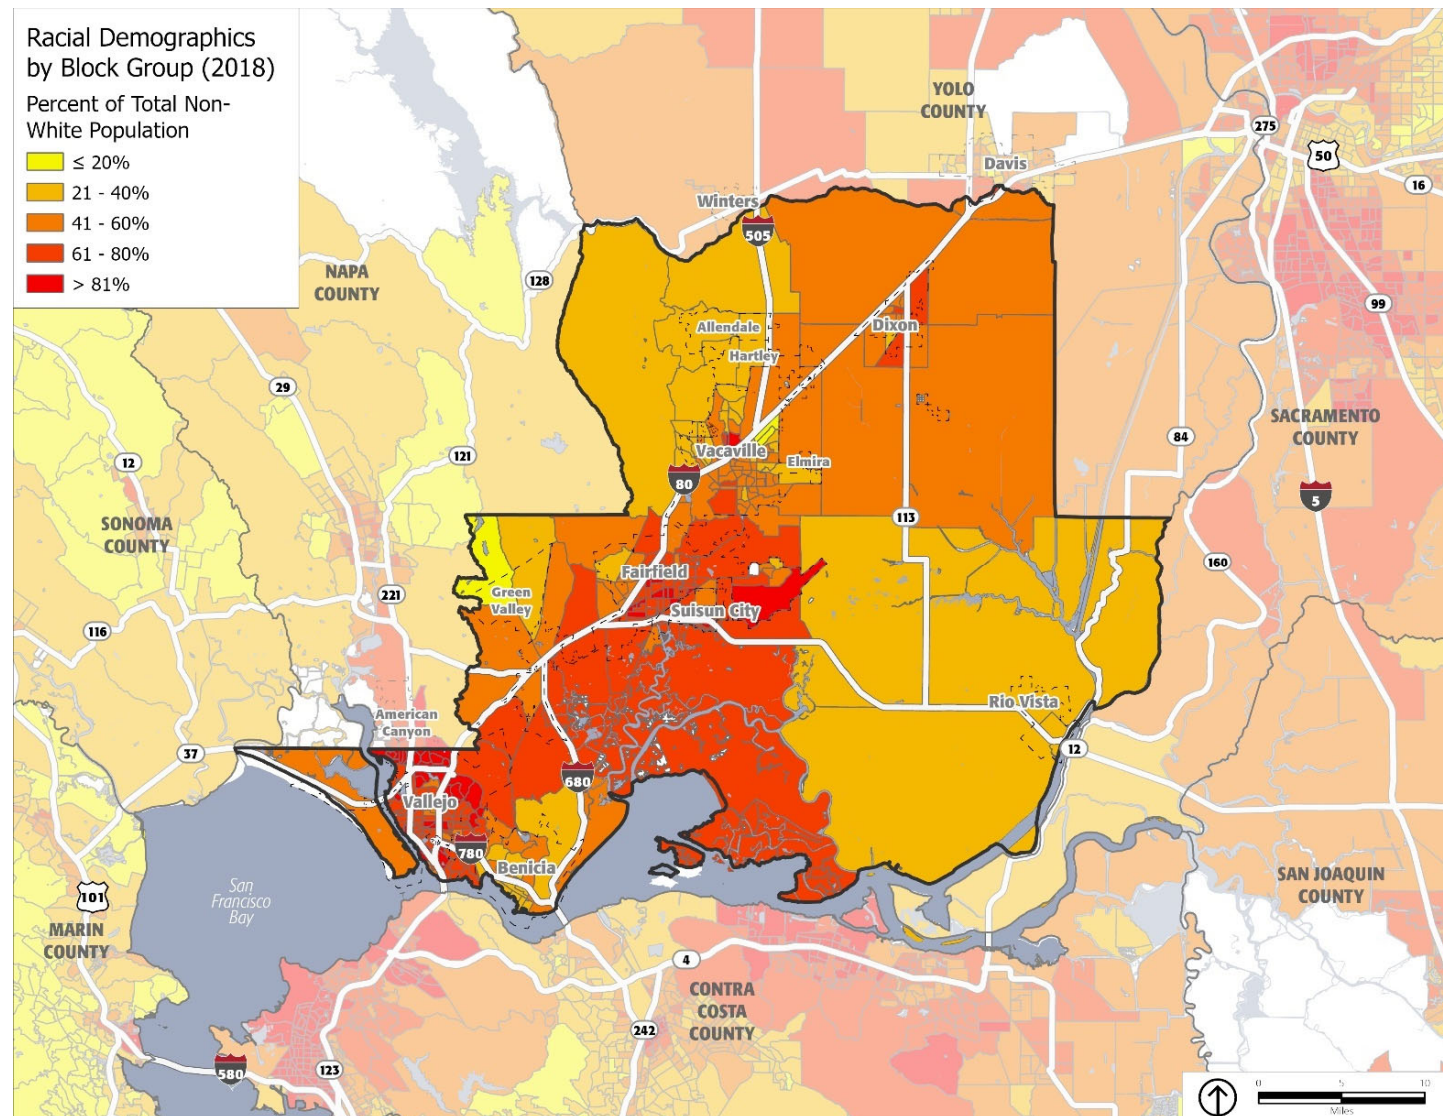 Racial Demographics
by Block Group (2018)
Percent of Total Non-
White Population
≤ 20%
21 - 40%
41 - 60%
61 - 80%
> 81%
YOLO
COUNTY
275
50
Davis
16
Winters
505
NAPA
COUNTY
128
99
Allendale
Dixon
Hartley
29
SACRAMENTO
COUNTY
84
121
Vacaville
12
Elmira
80
5
SONOMA
COUNTY
113
160
Fairfield
Green
Valley
221
Suisun City
116
Rio Vista
American
Canyon
37
12
680
Vallejo
780
Benicia
San
Francisco
Bay
101
MARIN
COUNTY
SAN JOAQUIN
COUNTY
4
CONTRA
COSTA
COUNTY
242
580
123
0 5 10
Miles